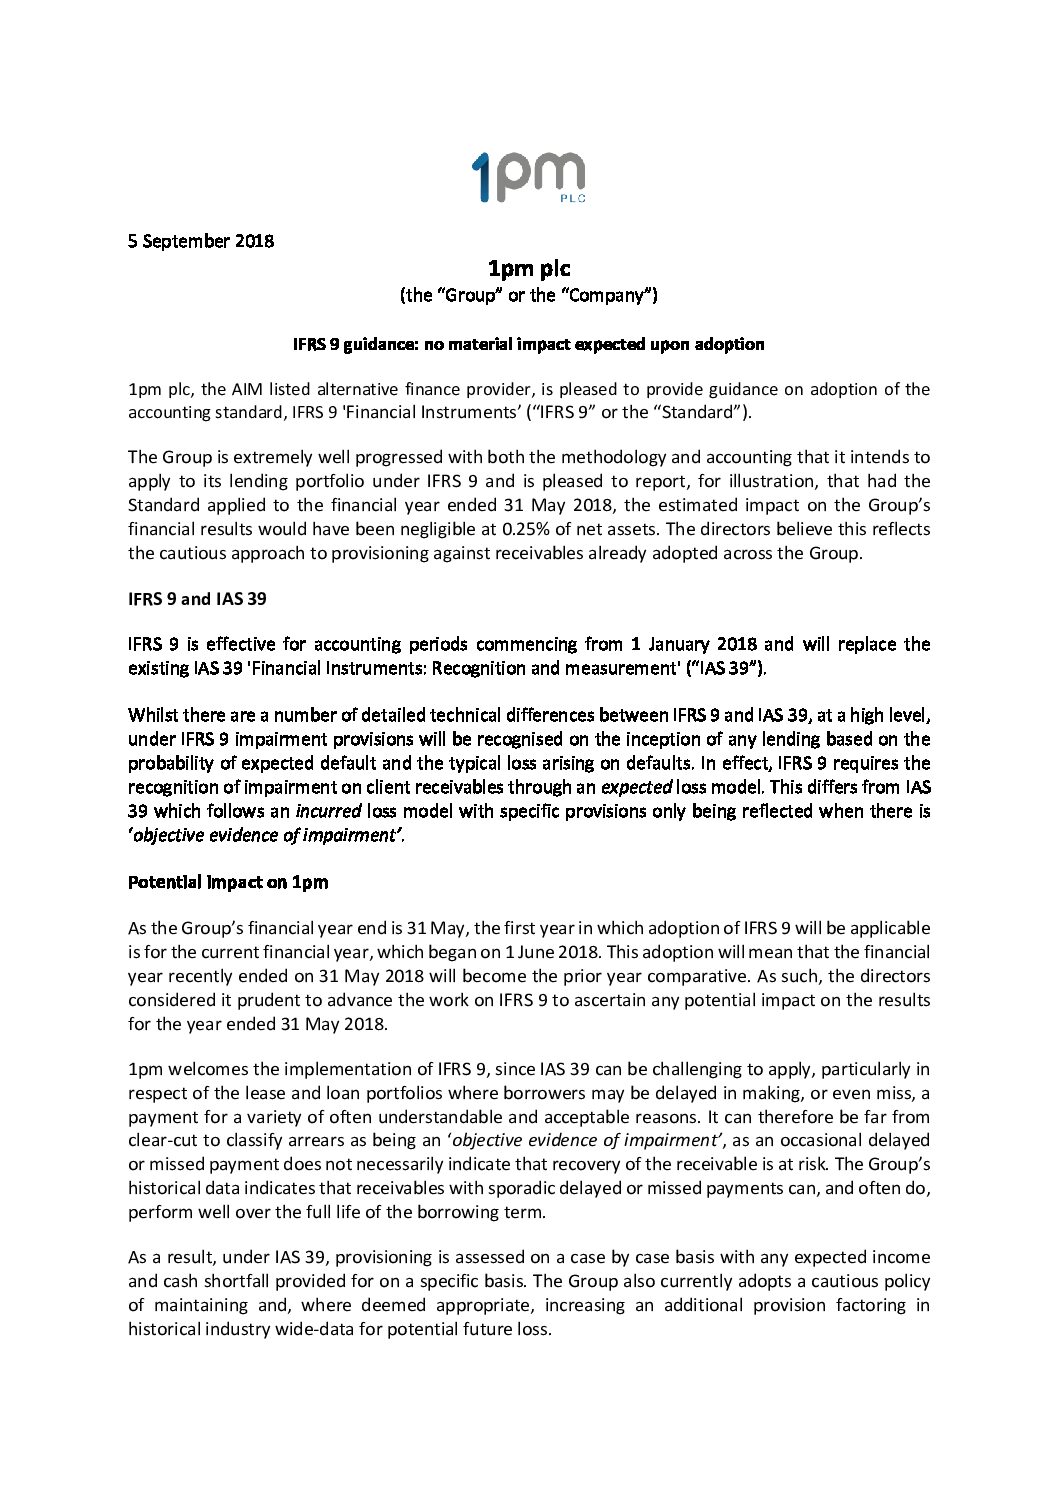 1pm
PLC
5 September 2018
1pm plc
(the “Group” or the “Company”)
IFRS 9 guidance: no material impact expected upon adoption
1pm plc, the AIM listed alternative finance provider, is pleased to provide guidance on adoption of the
accounting standard, IFRS 9 'Financial Instruments’ (“IFRS 9” or the “Standard”).
The Group is extremely well progressed with both the methodology and accounting that it intends to
apply to its lending portfolio under IFRS 9 and is pleased to report, for illustration, that had the
Standard applied to the financial year ended 31 May 2018, the estimated impact on the Group’s
financial results would have been negligible at 0.25% of net assets. The directors believe this reflects
the cautious approach to provisioning against receivables already adopted across the Group.
IFRS 9 and IAS 39
IFRS 9 is effective for accounting periods commencing from 1 January 2018 and will replace the
existing IAS 39 'Financial Instruments: Recognition and measurement' (“IAS 39”).
Whilst there are a number of detailed technical differences between IFRS 9 and IAS 39, at a high level,
under IFRS 9 impairment provisions will be recognised on the inception of any lending based on the
probability of expected default and the typical loss arising on defaults. In effect, IFRS 9 requires the
recognition of impairment on client receivables through an expected loss model. This differs from IAS
39 which follows an incurred loss model with specific provisions only being reflected when there is
‘objective evidence of impairment’.
Potential impact on 1pm
As the Group’s financial year end is 31 May, the first year in which adoption of IFRS 9 will be applicable
is for the current financial year, which began on 1 June 2018. This adoption will mean that the financial
year recently ended on 31 May 2018 will become the prior year comparative. As such, the directors
considered it prudent to advance the work on IFRS 9 to ascertain any potential impact on the results
for the year ended 31 May 2018.
1pm welcomes the implementation of IFRS 9, since IAS 39 can be challenging to apply, particularly in
respect of the lease and loan portfolios where borrowers may be delayed in making, or even miss, a
payment for a variety of often understandable and acceptable reasons. It can therefore be far from
clear-cut to classify arrears as being an ‘objective evidence of impairment’, as an occasional delayed
or missed payment does not necessarily indicate that recovery of the receivable is at risk. The Group’s
historical data indicates that receivables with sporadic delayed or missed payments can, and often do,
perform well over the full life of the borrowing term.
As a result, under IAS 39, provisioning is assessed on a case by case basis with any expected income
and cash shortfall provided for on a specific basis. The Group also currently adopts a cautious policy
of maintaining and, where deemed appropriate, increasing an additional provision factoring in
historical industry wide-data for potential future loss.